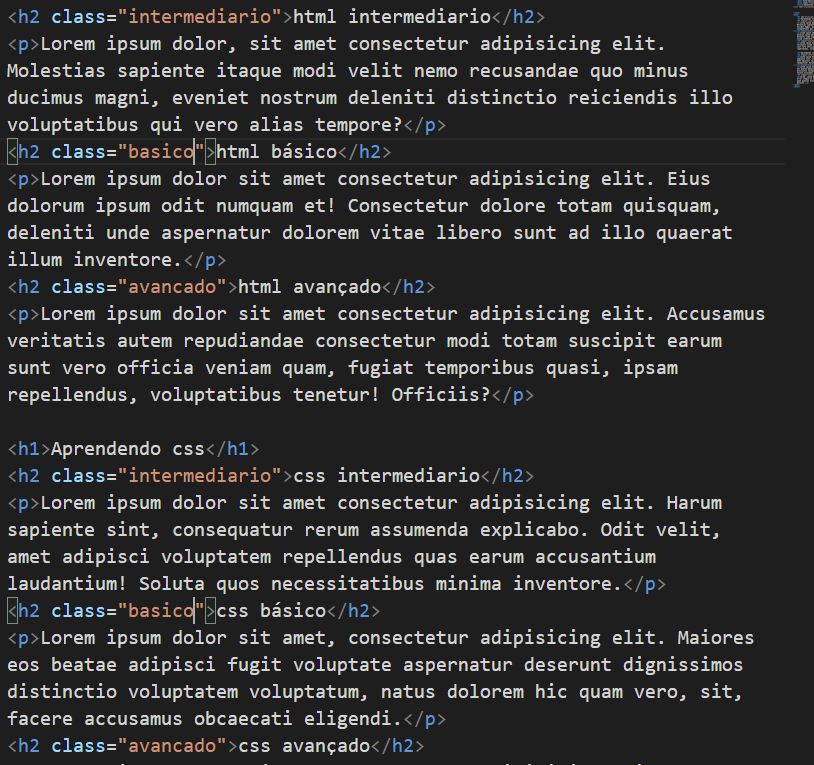 <h2 class="intermediario">html intermediario</h2>
<p>Lorem ipsum dolor, sit amet consectetur adipisicing elit.
Molestias sapiente itaque modi velit nemo recusandae quo minus
ducimus magni, eveniet nostrum deleniti distinctio reiciendis illo
voluptatibus qui vero alias tempore?</p>
<h2 class="basico">html básico</h2>
<p>Lorem ipsum dolor sit amet consectetur adipisicing elit. Eius
dolorum ipsum odit numquam et! Consectetur dolore totam quisquam,
deleniti unde aspernatur dolorem vitae libero sunt ad illo quaerat
illum inventore.</p>
<h2 class="avancado">html avançado</h2>
<p>Lorem ipsum dolor sit amet consectetur adipisicing elit. Accusamus
veritatis autem repudiandae consectetur modi totam suscipit earum
sunt vero officia veniam quam, fugiat temporibus quasi, ipsam
repellendus, voluptatibus tenetur! Officiis?</p>
<h1>Aprendendo css</h1>
<h2 class="intermediario">css intermediario</h2>
<p>Lorem ipsum dolor sit amet consectetur adipisicing elit. Harum
sapiente sint, consequatur rerum assumenda explicabo. Odit velit,
amet adipisci voluptatem repellendus quas earum accusantium
laudantium! Soluta quos necessitatibus minima inventore.</p>
<h2 class="basico">css básico</h2>
<p>Lorem ipsum dolor sit amet, consectetur adipisicing elit. Maiores
eos beatae adipisci fugit voluptate aspernatur deserunt dignissimos
distinctio voluptatem voluptatum, natus dolorem hic quam vero, sit,
facere accusamus obcaecati eligendi.</p>
<h2 class="avancado">css avançado</h2>